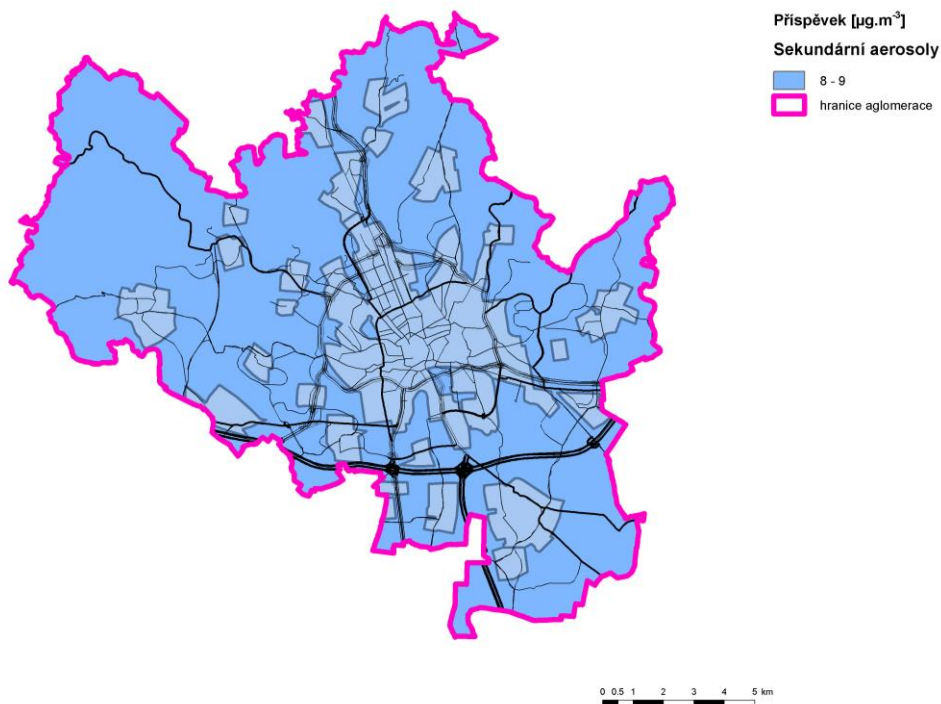 Příspěvek [µg.m⁻³]
Sekundární aerosoly
8 - 9
hranice aglomerace
0 0.5 1 2 3 4 5 km